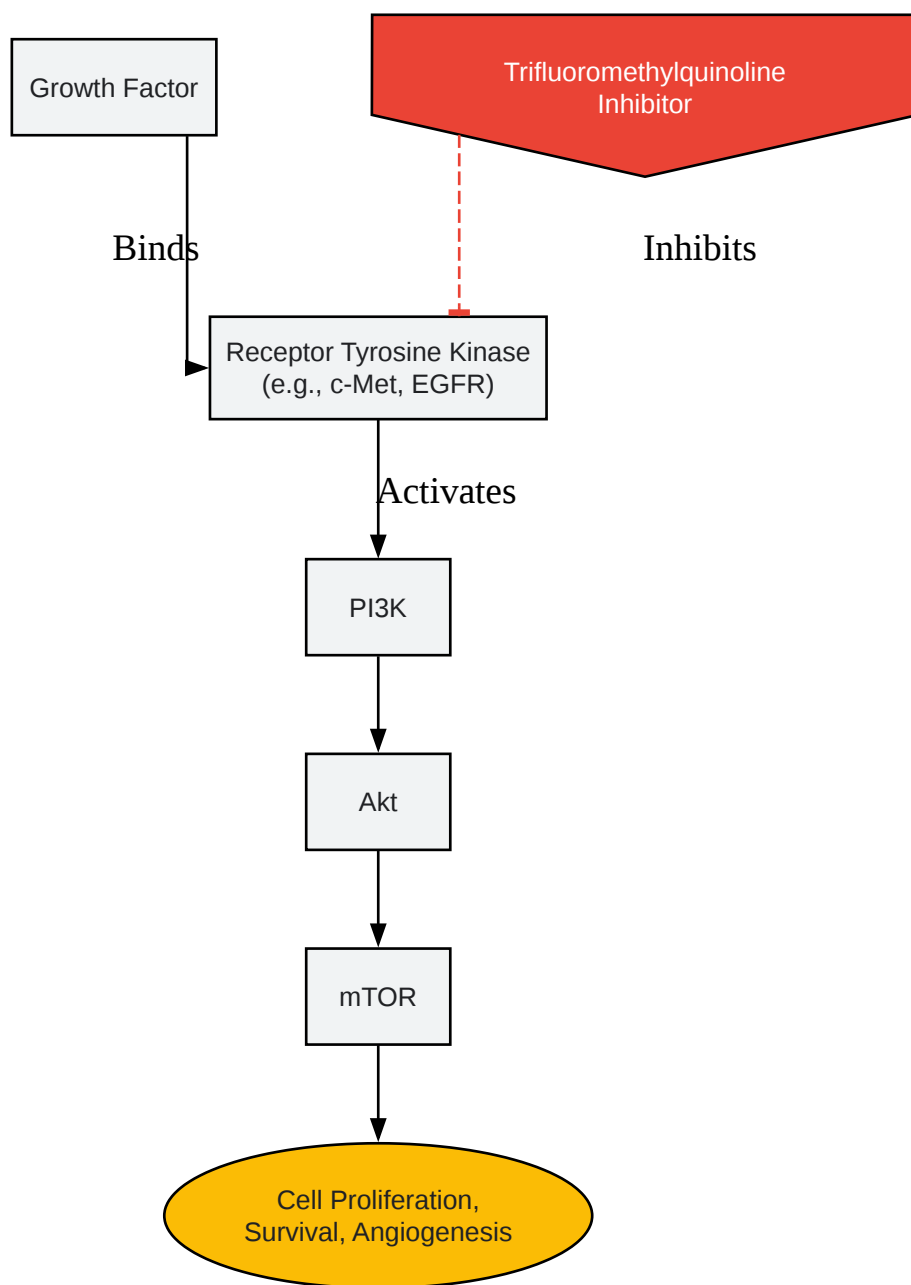 Growth Factor
Trifluoromethylquinoline
Inhibitor
Binds
Inhibits
Receptor Tyrosine Kinase
(e.g., c-Met, EGFR)
Activates
PI3K
Akt
mTOR
Cell Proliferation,
Survival, Angiogenesis